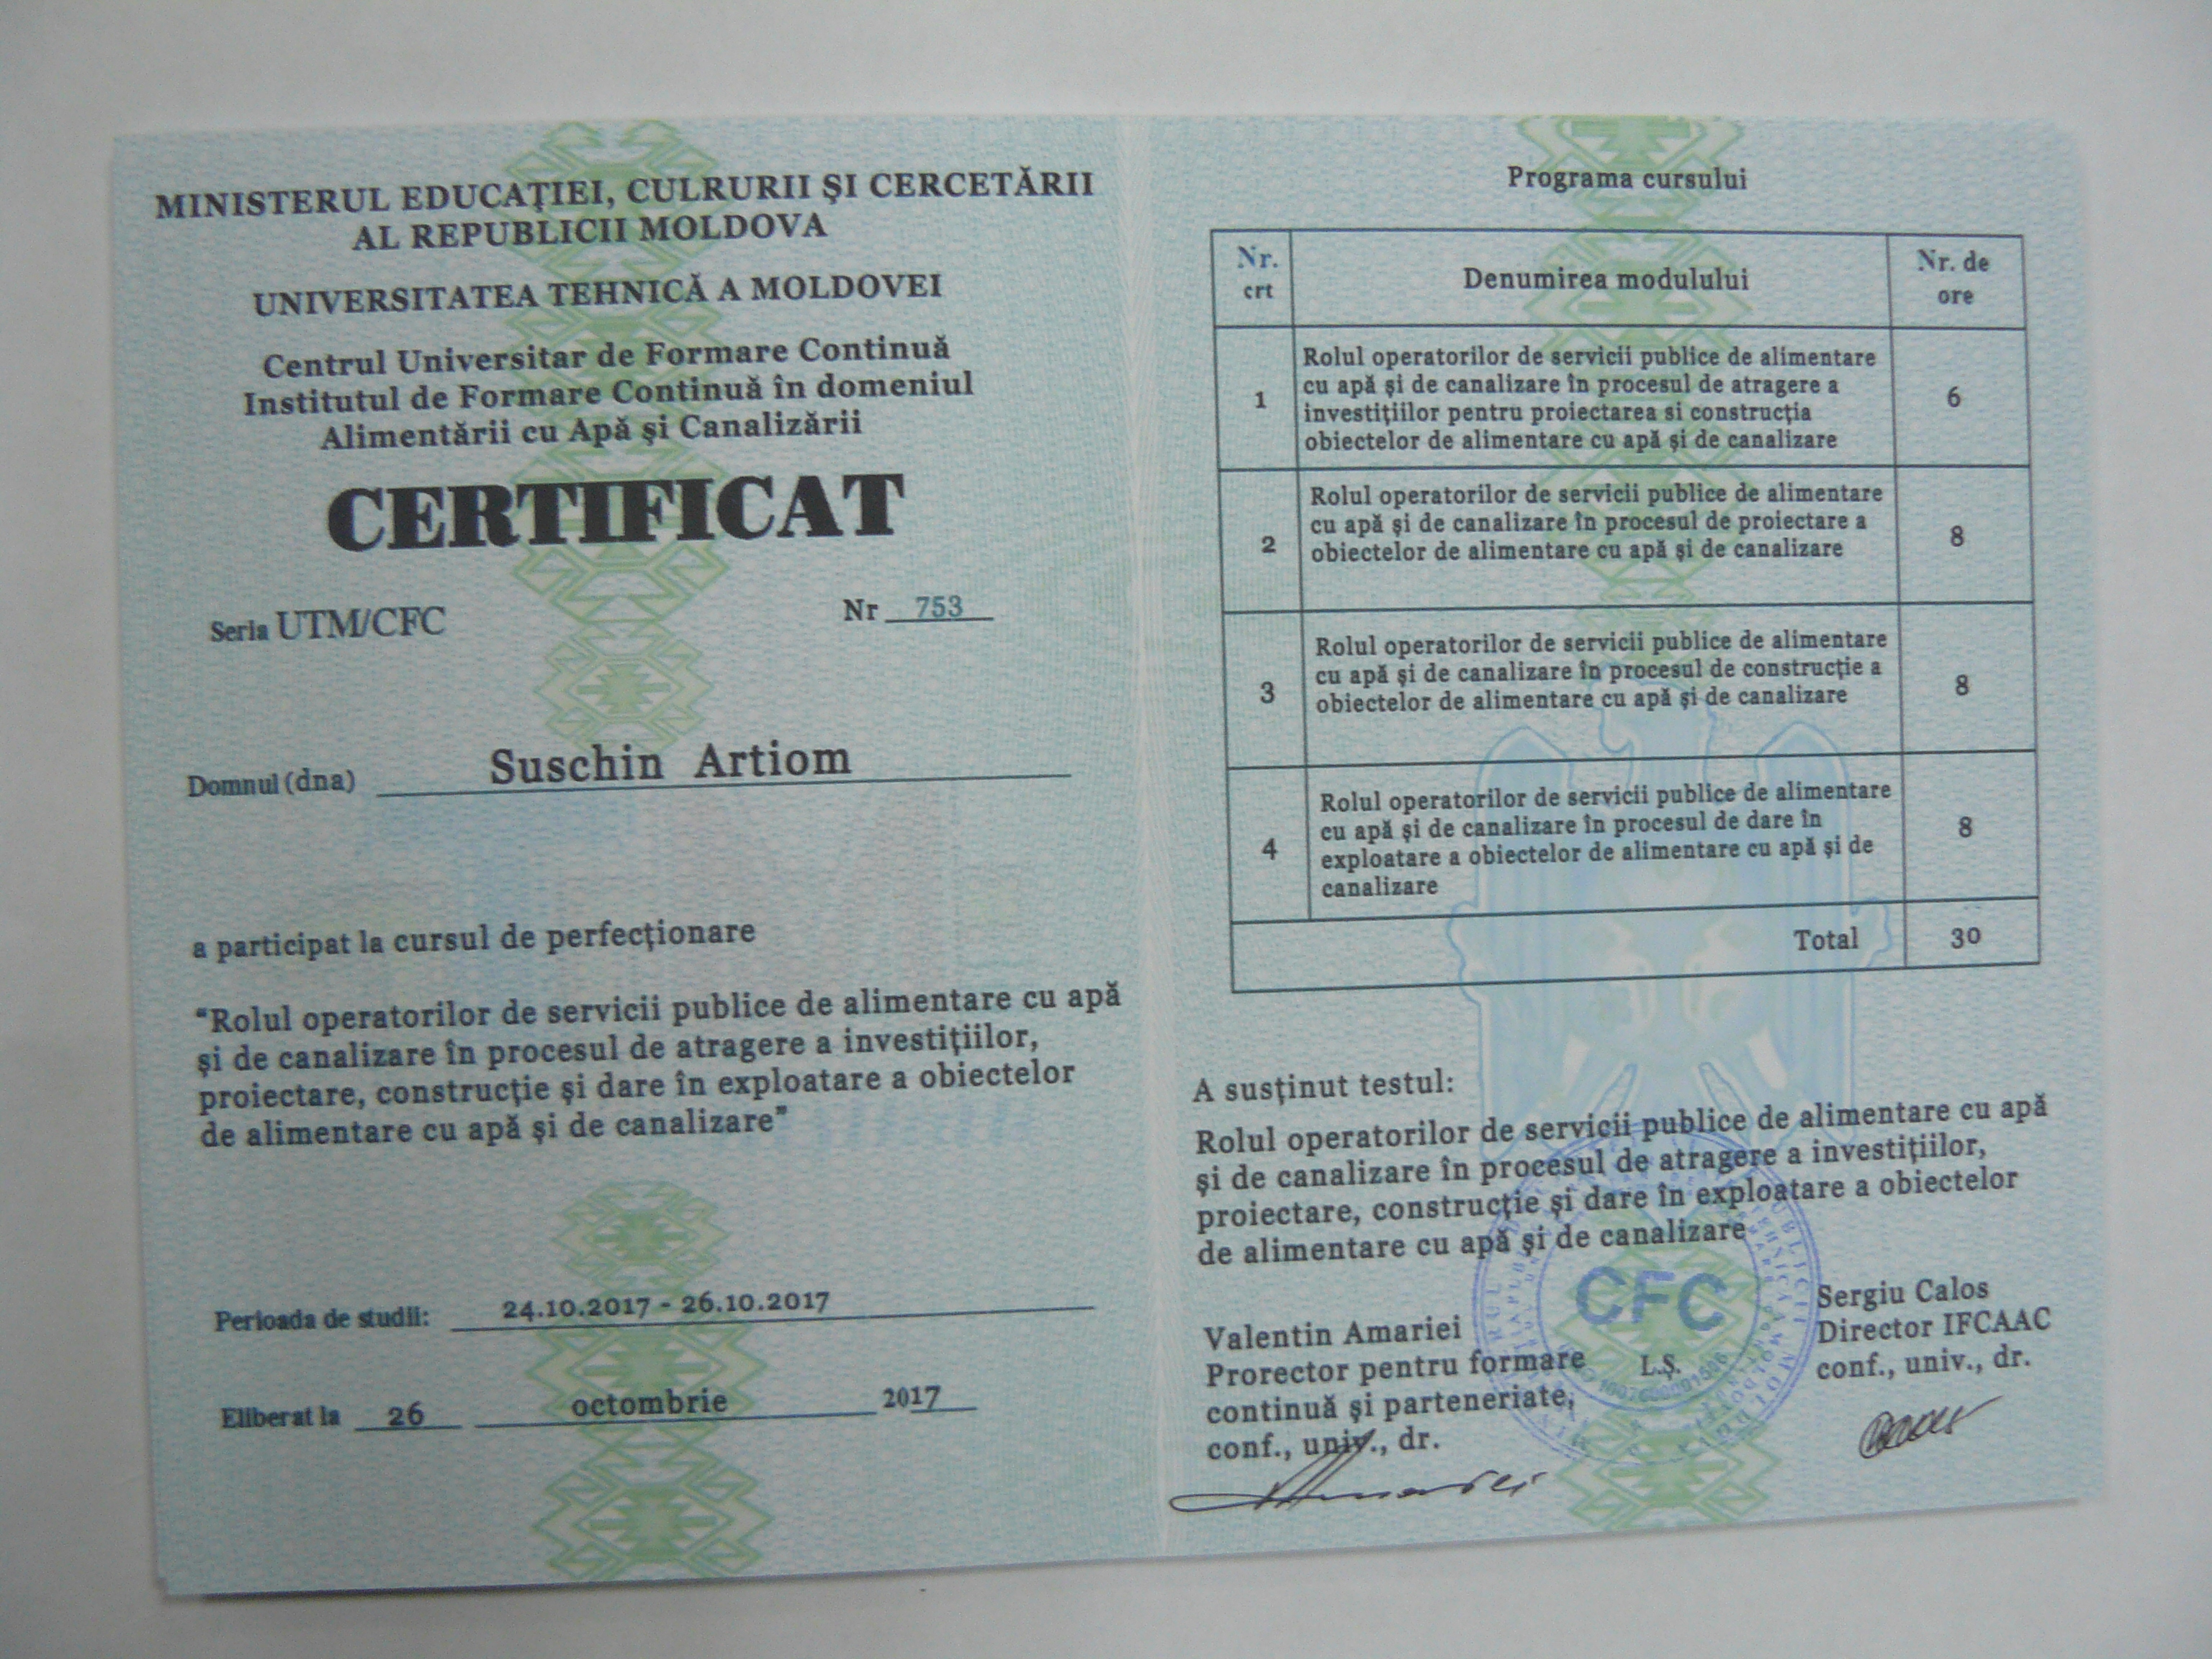 MINISTERUL EDUCAŢIEI, CULRURII ŞI CERCETĂRII
AL REPUBLICII MOLDOVA
UNIVERSITATEA TEHNICĂ A MOLDOVEI
Centrul Universitar de Formare Continuă
Institutul de Formare Continuă în domeniul
Alimentării cu Apă şi Canalizării
CERTIFICAT
Seria UTM/CFC Nr 753
Domnul (dna) Suschin Artiom
a participat la cursul de perfecţionare
“Rolul operatorilor de servicii publice de alimentare cu apă
şi de canalizare în procesul de atragere a investiţiilor,
proiectare, construcţie şi dare în exploatare a obiectelor
de alimentare cu apă şi de canalizare”
Perioada de studii: 24.10.2017 - 26.10.2017
Eliberat la 26 octombrie 2017
Programa cursului
Nr. crt Denumirea modulului Nr. de ore
1 Rolul operatorilor de servicii publice de alimentare
cu apă şi de canalizare în procesul de atragere a
investiţiilor pentru proiectarea si construcţia
obiectelor de alimentare cu apă şi de canalizare 6
2 Rolul operatorilor de servicii publice de alimentare
cu apă şi de canalizare în procesul de proiectare a
obiectelor de alimentare cu apă şi de canalizare 8
3 Rolul operatorilor de servicii publice de alimentare
cu apă şi de canalizare în procesul de construcţie a
obiectelor de alimentare cu apă şi de canalizare 8
4 Rolul operatorilor de servicii publice de alimentare
cu apă şi de canalizare în procesul de dare în
exploatare a obiectelor de alimentare cu apă şi de
canalizare 8
Total 30
A susţinut testul:
Rolul operatorilor de servicii publice de alimentare cu apă
şi de canalizare în procesul de atragere a investiţiilor,
proiectare, construcţie şi dare în exploatare a obiectelor
de alimentare cu apă şi de canalizare
CFC
Valentin Amariei
Prorector pentru formare
continuă şi parteneriate,
conf., univ., dr.
L.Ş.
Sergiu Calos
Director IFCAAC
conf., univ., dr.